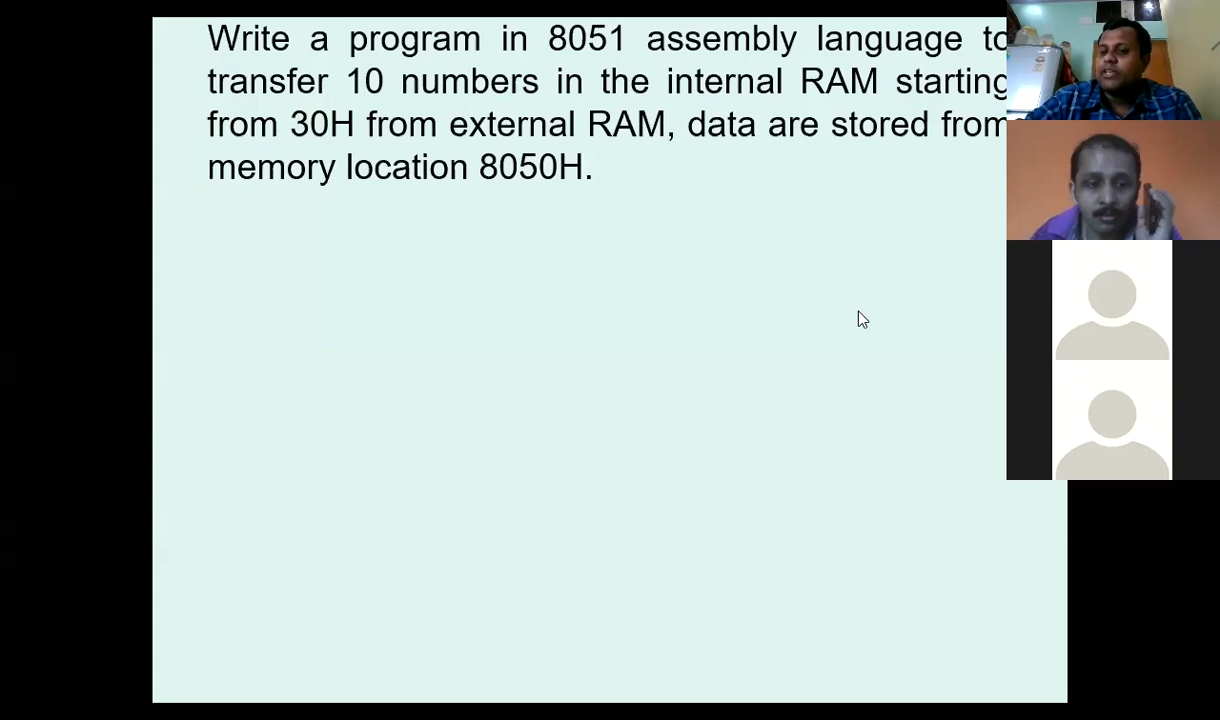 Write a program in 8051 assembly language to
transfer 10 numbers in the internal RAM starting
from 30H from external RAM, data are stored from
memory location 8050H.